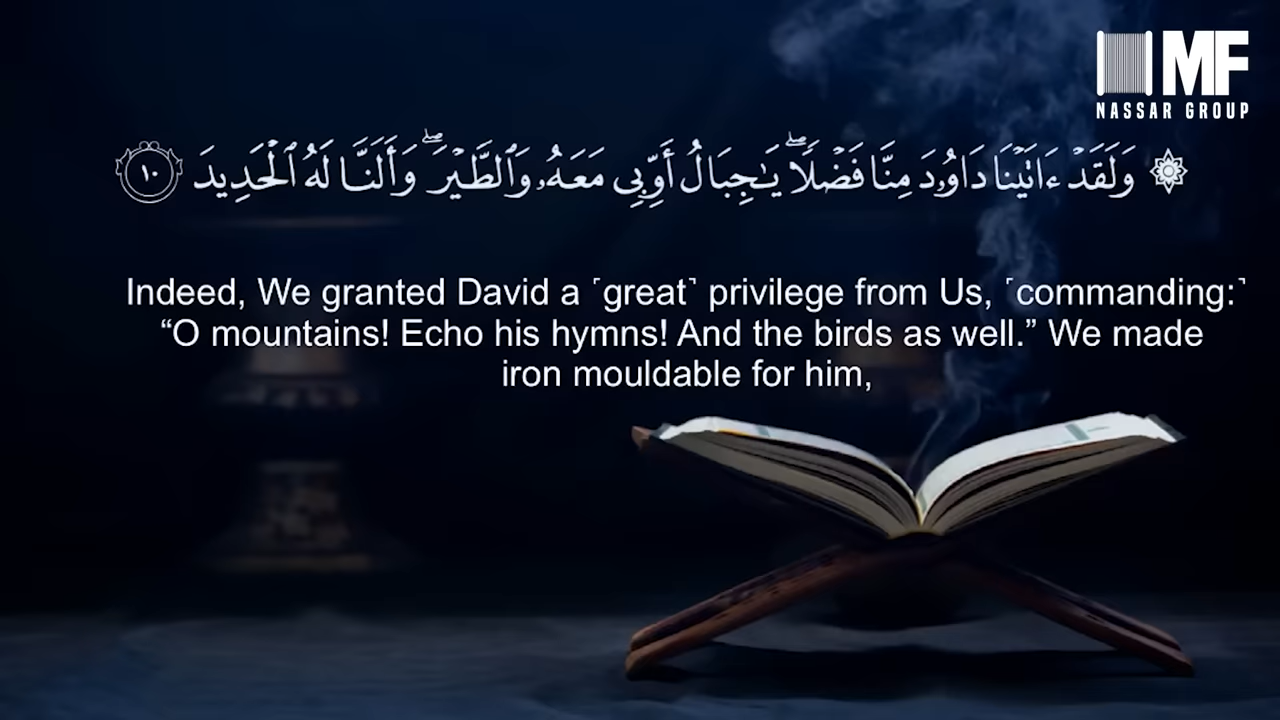 MF
NASSAR GROUP
۞ وَلَقَدْ ءَاتَيْنَا دَاوُۥدَ مِنَّا فَضْلًاۖ يَٰجِبَالُ أَوِّبِى مَعَهُۥ وَٱلطَّيْرَۖ وَأَلَنَّا لَهُ ٱلْحَدِيدَ ١٠
Indeed, We granted David a ˹great˺ privilege from Us, ˹commanding:˺
“O mountains! Echo his hymns! And the birds as well.” We made
iron mouldable for him,